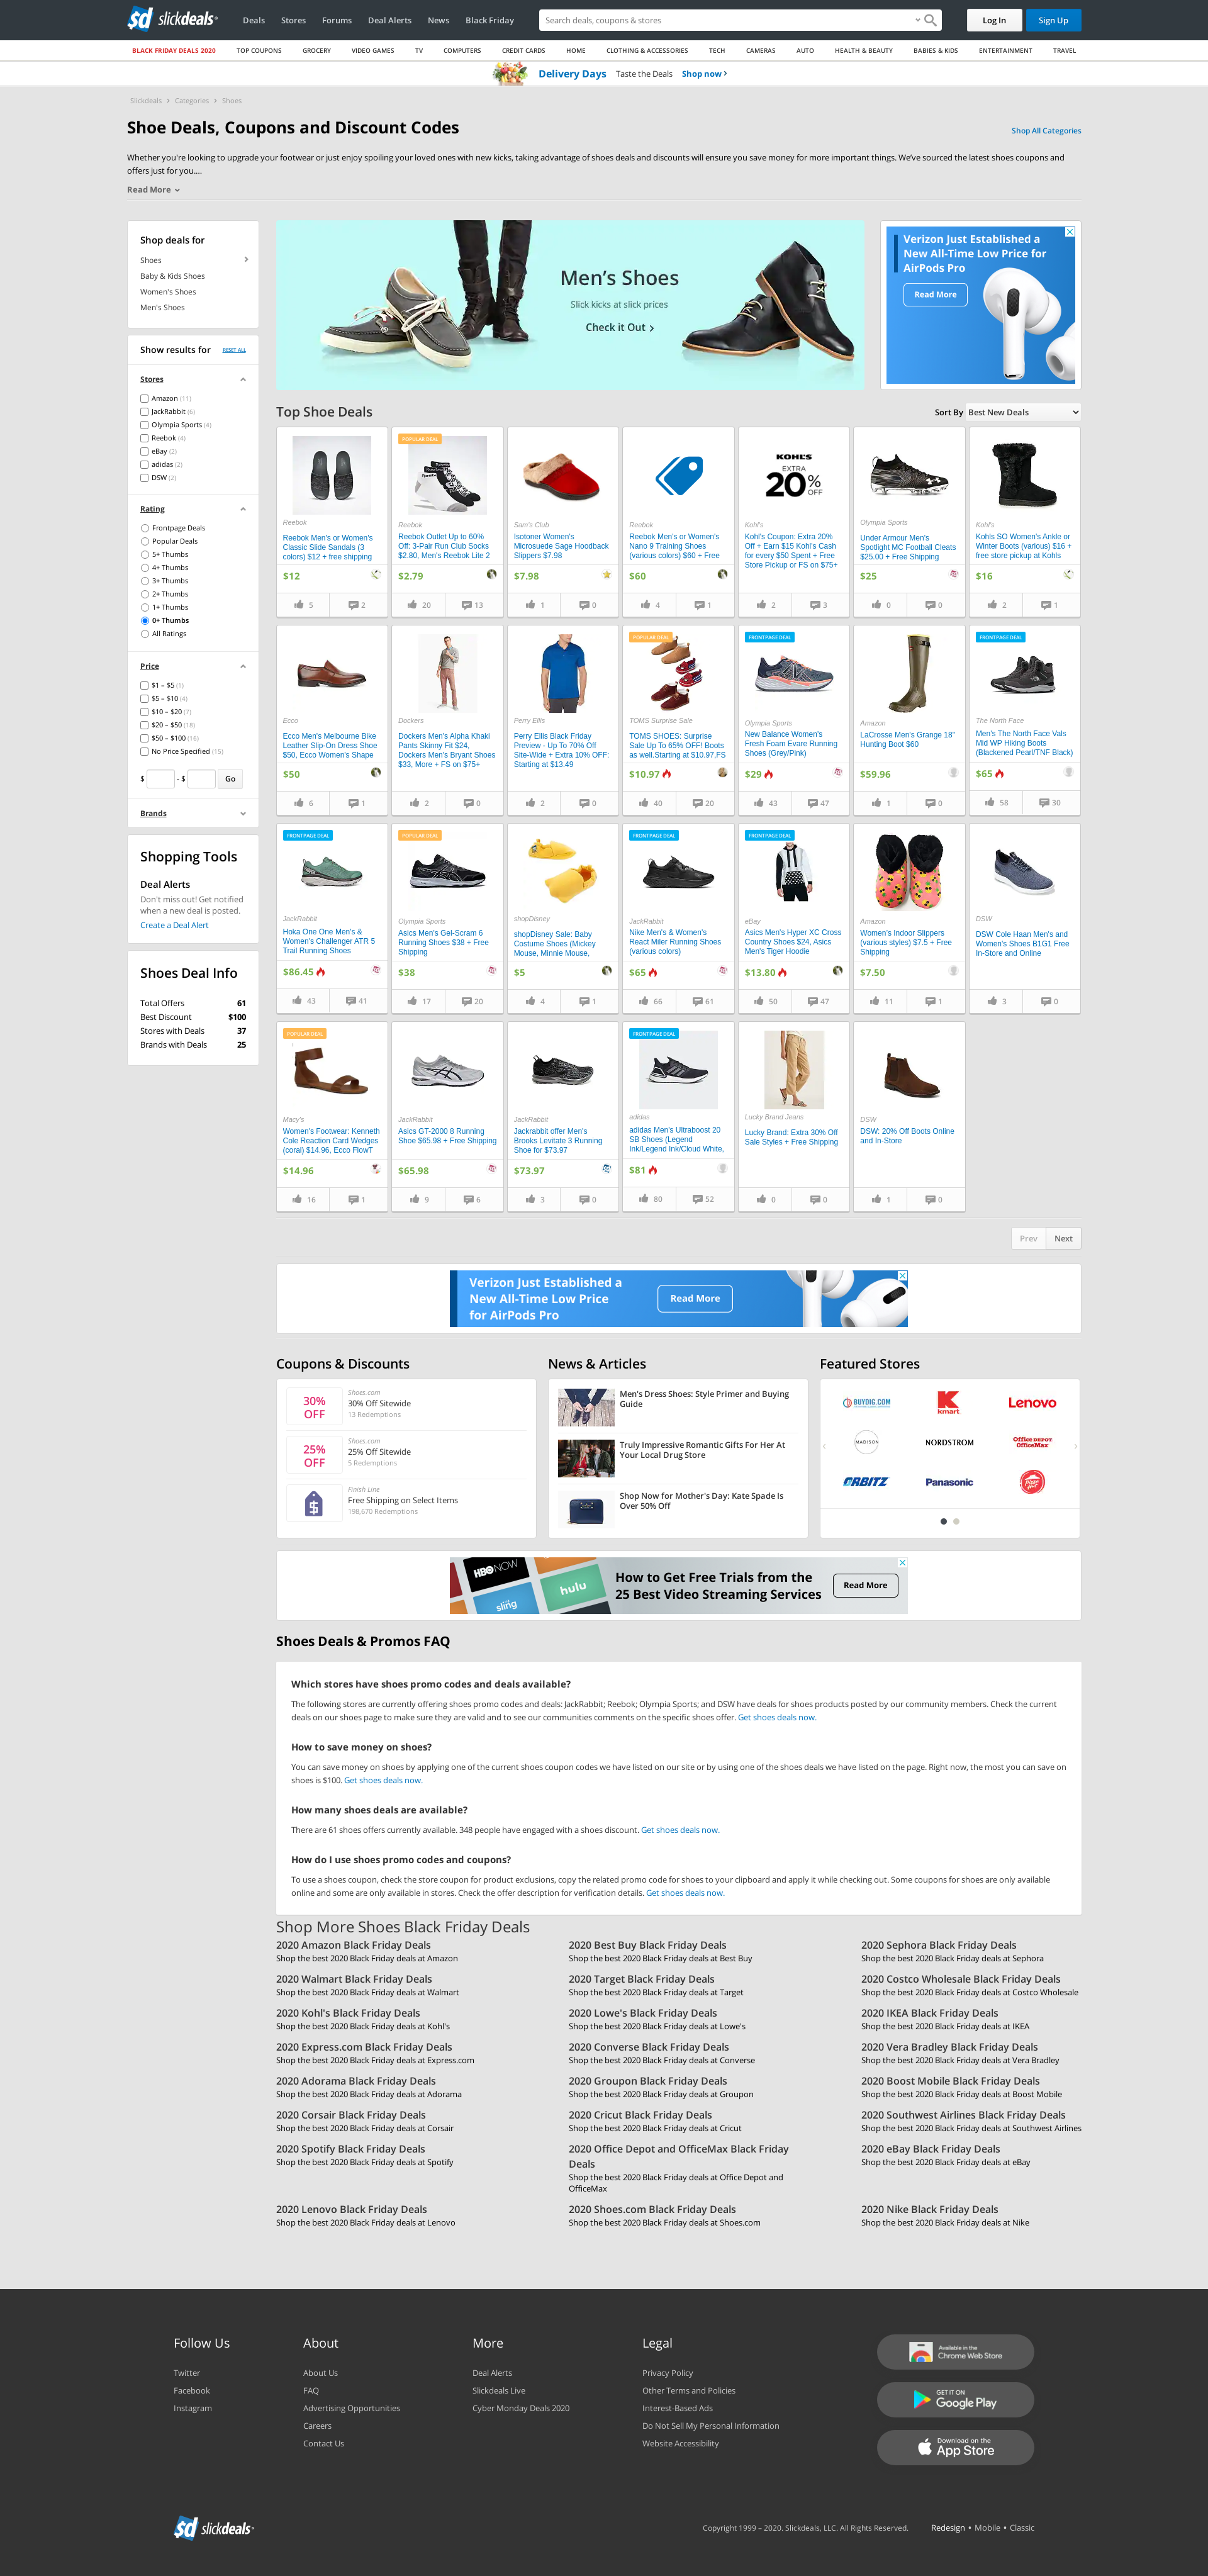 slickdeals
Deals
Stores
Forums
Deal Alerts
News
Black Friday
Search deals, coupons & stores
Log In
Sign Up
BLACK FRIDAY DEALS 2020
TOP COUPONS
GROCERY
VIDEO GAMES
TV
COMPUTERS
CREDIT CARDS
HOME
CLOTHING & ACCESSORIES
TECH
CAMERAS
AUTO
HEALTH & BEAUTY
BABIES & KIDS
ENTERTAINMENT
TRAVEL
Delivery Days Taste the Deals Shop now
Slickdeals > Categories > Shoes
Shoe Deals, Coupons and Discount Codes
Shop All Categories
Whether you're looking to upgrade your footwear or just enjoy spoiling your loved ones with new kicks, taking advantage of shoes deals and discounts will ensure you save money for more important things. We've sourced the latest shoes coupons and
offers just for you....
Read More
Shop deals for
Shoes
Baby & Kids Shoes
Women's Shoes
Men's Shoes
Show results for
RESET ALL
Stores
Amazon (11)
JackRabbit (6)
Olympia Sports (4)
Reebok (4)
eBay (2)
adidas (2)
DSW (2)
Rating
Frontpage Deals
Popular Deals
5+ Thumbs
4+ Thumbs
3+ Thumbs
2+ Thumbs
1+ Thumbs
0+ Thumbs
All Ratings
Price
$1 – $5 (1)
$5 – $10 (4)
$10 – $20 (7)
$20 – $50 (18)
$50 – $100 (16)
No Price Specified (15)
$ - $ Go
Brands
Shopping Tools
Deal Alerts
Don't miss out! Get notified
when a new deal is posted.
Create a Deal Alert
Shoes Deal Info
Total Offers 61
Best Discount $100
Stores with Deals 37
Brands with Deals 25
Men's Shoes
Slick kicks at slick prices
Check it Out
Verizon Just Established a
New All-Time Low Price for
AirPods Pro
Read More
Top Shoe Deals
Sort By Best New Deals
Reebok
Reebok Men's or Women's
Classic Slide Sandals (3
colors) $12 + free shipping
$12
5 2
POPULAR DEAL
Reebok
Reebok Outlet Up to 60%
Off: 3-Pair Run Club Socks
$2.80, Men's Reebok Lite 2
$2.79
20 13
Sam's Club
Isotoner Women's
Microsuede Sage Hoodback
Slippers $7.98
$7.98
1 0
Reebok
Reebok Men's or Women's
Nano 9 Training Shoes
(various colors) $60 + Free
$60
4 1
KOHL'S
EXTRA
20% OFF
Kohl's
Kohl's Coupon: Extra 20%
Off + Earn $15 Kohl's Cash
for every $50 Spent + Free
Store Pickup or FS on $75+
2 3
Olympia Sports
Under Armour Men's
Spotlight MC Football Cleats
$25.00 + Free Shipping
$25
0 0
Kohl's
Kohls SO Women's Ankle or
Winter Boots (various) $16 +
free store pickup at Kohls
$16
2 1
Ecco
Ecco Men's Melbourne Bike
Leather Slip-On Dress Shoe
$50, Ecco Women's Shape
$50
6 1
Dockers
Dockers Men's Alpha Khaki
Pants Skinny Fit $24,
Dockers Men's Bryant Shoes
$33, More + FS on $75+
2 0
Perry Ellis
Perry Ellis Black Friday
Preview - Up To 70% Off
Site-Wide + Extra 10% OFF:
Starting at $13.49
2 0
POPULAR DEAL
TOMS Surprise Sale
TOMS SHOES: Surprise
Sale Up To 65% OFF! Boots
as well.Starting at $10.97,FS
$10.97
40 20
FRONTPAGE DEAL
Olympia Sports
New Balance Women's
Fresh Foam Evare Running
Shoes (Grey/Pink)
$29
43 47
Amazon
LaCrosse Men's Grange 18"
Hunting Boot $60
$59.96
1 0
FRONTPAGE DEAL
The North Face
Men's The North Face Vals
Mid WP Hiking Boots
(Blackened Pearl/TNF Black)
$65
58 30
FRONTPAGE DEAL
JackRabbit
Hoka One One Men's &
Women's Challenger ATR 5
Trail Running Shoes
$86.45
43 41
POPULAR DEAL
Olympia Sports
Asics Men's Gel-Scram 6
Running Shoes $38 + Free
Shipping
$38
17 20
shopDisney
shopDisney Sale: Baby
Costume Shoes (Mickey
Mouse, Minnie Mouse,
$5
4 1
FRONTPAGE DEAL
JackRabbit
Nike Men's & Women's
React Miler Running Shoes
(various colors)
$65
66 61
FRONTPAGE DEAL
eBay
Asics Men's Hyper XC Cross
Country Shoes $24, Asics
Men's Tiger Hoodie
$13.80
50 47
Amazon
Women's Indoor Slippers
(various styles) $7.5 + Free
Shipping
$7.50
11 1
DSW
DSW Cole Haan Men's and
Women's Shoes B1G1 Free
In-Store and Online
3 0
POPULAR DEAL
Macy's
Women's Footwear: Kenneth
Cole Reaction Card Wedges
(coral) $14.96, Ecco FlowT
$14.96
16 1
JackRabbit
Asics GT-2000 8 Running
Shoe $65.98 + Free Shipping
$65.98
9 6
JackRabbit
Jackrabbit offer Men's
Brooks Levitate 3 Running
Shoe for $73.97
$73.97
3 0
FRONTPAGE DEAL
adidas
adidas Men's Ultraboost 20
SB Shoes (Legend
Ink/Legend Ink/Cloud White,
$81
80 52
Lucky Brand Jeans
Lucky Brand: Extra 30% Off
Sale Styles + Free Shipping
0 0
DSW
DSW: 20% Off Boots Online
and In-Store
1 0
Prev Next
Verizon Just Established a
New All-Time Low Price
for AirPods Pro
Read More
Coupons & Discounts
30% OFF
Shoes.com
30% Off Sitewide
13 Redemptions
25% OFF
Shoes.com
25% Off Sitewide
5 Redemptions
Finish Line
Free Shipping on Select Items
198,670 Redemptions
News & Articles
Men's Dress Shoes: Style Primer and Buying
Guide
Truly Impressive Romantic Gifts For Her At
Your Local Drug Store
Shop Now for Mother's Day: Kate Spade Is
Over 50% Off
Featured Stores
BUYDIG.COM
kmart
Lenovo
MADISON
NORDSTROM
Office DEPOT
OfficeMax
ORBITZ
Panasonic
HBO NOW
sling
hulu
How to Get Free Trials from the
25 Best Video Streaming Services
Read More
Shoes Deals & Promos FAQ
Which stores have shoes promo codes and deals available?
The following stores are currently offering shoes promo codes and deals: JackRabbit; Reebok; Olympia Sports; and DSW have deals for shoes products posted by our community members. Check the current
deals on our shoes page to make sure they are valid and to see our communities comments on the specific shoes offer. Get shoes deals now.
How to save money on shoes?
You can save money on shoes by applying one of the current shoes coupon codes we have listed on our site or by using one of the shoes deals we have listed on the page. Right now, the most you can save on
shoes is $100. Get shoes deals now.
How many shoes deals are available?
There are 61 shoes offers currently available. 348 people have engaged with a shoes discount. Get shoes deals now.
How do I use shoes promo codes and coupons?
To use a shoes coupon, check the store coupon for product exclusions, copy the related promo code for shoes to your clipboard and apply it while checking out. Some coupons for shoes are only available
online and some are only available in stores. Check the offer description for verification details. Get shoes deals now.
Shop More Shoes Black Friday Deals
2020 Amazon Black Friday Deals
Shop the best 2020 Black Friday deals at Amazon
2020 Best Buy Black Friday Deals
Shop the best 2020 Black Friday deals at Best Buy
2020 Sephora Black Friday Deals
Shop the best 2020 Black Friday deals at Sephora
2020 Walmart Black Friday Deals
Shop the best 2020 Black Friday deals at Walmart
2020 Target Black Friday Deals
Shop the best 2020 Black Friday deals at Target
2020 Costco Wholesale Black Friday Deals
Shop the best 2020 Black Friday deals at Costco Wholesale
2020 Kohl's Black Friday Deals
Shop the best 2020 Black Friday deals at Kohl's
2020 Lowe's Black Friday Deals
Shop the best 2020 Black Friday deals at Lowe's
2020 IKEA Black Friday Deals
Shop the best 2020 Black Friday deals at IKEA
2020 Express.com Black Friday Deals
Shop the best 2020 Black Friday deals at Express.com
2020 Converse Black Friday Deals
Shop the best 2020 Black Friday deals at Converse
2020 Vera Bradley Black Friday Deals
Shop the best 2020 Black Friday deals at Vera Bradley
2020 Adorama Black Friday Deals
Shop the best 2020 Black Friday deals at Adorama
2020 Groupon Black Friday Deals
Shop the best 2020 Black Friday deals at Groupon
2020 Boost Mobile Black Friday Deals
Shop the best 2020 Black Friday deals at Boost Mobile
2020 Corsair Black Friday Deals
Shop the best 2020 Black Friday deals at Corsair
2020 Cricut Black Friday Deals
Shop the best 2020 Black Friday deals at Cricut
2020 Southwest Airlines Black Friday Deals
Shop the best 2020 Black Friday deals at Southwest Airlines
2020 Spotify Black Friday Deals
Shop the best 2020 Black Friday deals at Spotify
2020 Office Depot and OfficeMax Black Friday
Deals
Shop the best 2020 Black Friday deals at Office Depot and
OfficeMax
2020 eBay Black Friday Deals
Shop the best 2020 Black Friday deals at eBay
2020 Lenovo Black Friday Deals
Shop the best 2020 Black Friday deals at Lenovo
2020 Shoes.com Black Friday Deals
Shop the best 2020 Black Friday deals at Shoes.com
2020 Nike Black Friday Deals
Shop the best 2020 Black Friday deals at Nike
Follow Us
Twitter
Facebook
Instagram
About
About Us
FAQ
Advertising Opportunities
Careers
Contact Us
More
Deal Alerts
Slickdeals Live
Cyber Monday Deals 2020
Legal
Privacy Policy
Other Terms and Policies
Interest-Based Ads
Do Not Sell My Personal Information
Website Accessibility
Available in the
Chrome Web Store
GET IT ON
Google Play
Download on the
App Store
slickdeals
Copyright 1999 – 2020. Slickdeals, LLC. All Rights Reserved.
Redesign • Mobile • Classic